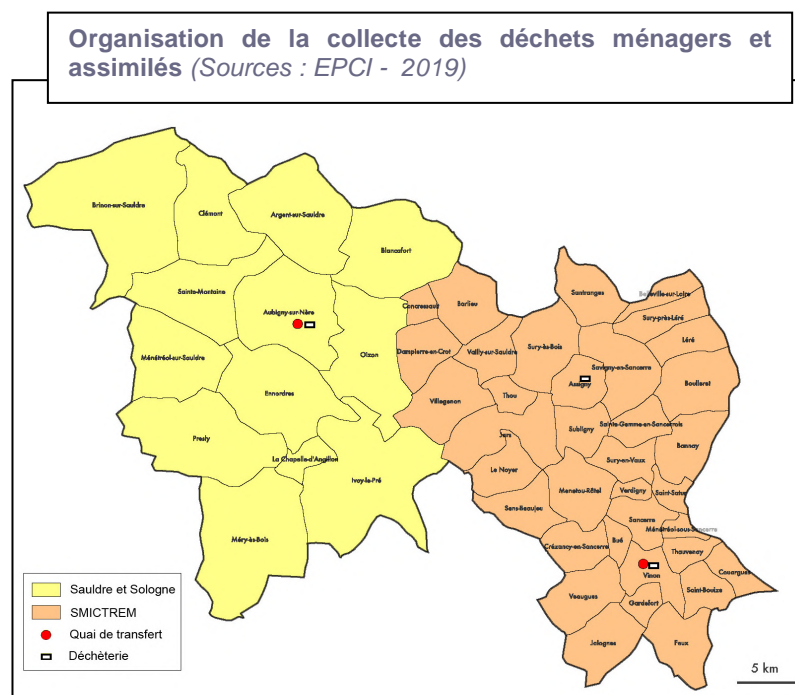 Organisation de la collecte des déchets ménagers et
assimilés (Sources : EPCI - 2019)
Brinon-sur-Sauldre
Clémont
Argent-sur-Sauldre
Blancafort
Sainte-Montaine
Aubigny-sur-Nère
Concressault
Barlieu
Santranges
Belleville-sur-Loire
Sury-près-Léré
Léré
Ménétréol-sur-Sauldre
Oizon
Dampierre-en-Crot
Vailly-sur-Sauldre
Sury-ès-Bois
Savigny-en-Sancerre
Assigny
Boulleret
Ennordres
Villegenon
Thou
Subligny
Sainte-Gemme-en-Sancerrois
Bannay
Presly
La Chapelle-d'Angillon
Ivoy-le-Pré
Jars
Le Noyer
Sury-en-Vaux
Menetou-Râtel
Verdigny
Saint-Satur
Sens-Beaujeu
Sancerre
Ménétréol-sous-Sancerre
Méry-ès-Bois
Crézancy-en-Sancerre
Bué
Thauvenay
Couargues
Vinon
Veaugues
Gardefort
Saint-Bouize
Jalognes
Feux
Sauldre et Sologne
SMICTREM
Quai de transfert
Déchèterie
5 km